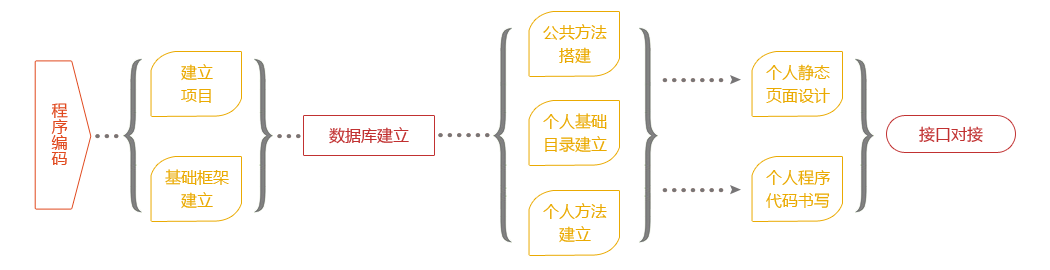 程序编码
建立
项目
基础框架
建立
数据库建立
公共方法
搭建
个人基础
目录建立
个人方法
建立
个人静态
页面设计
个人程序
代码书写
接口对接